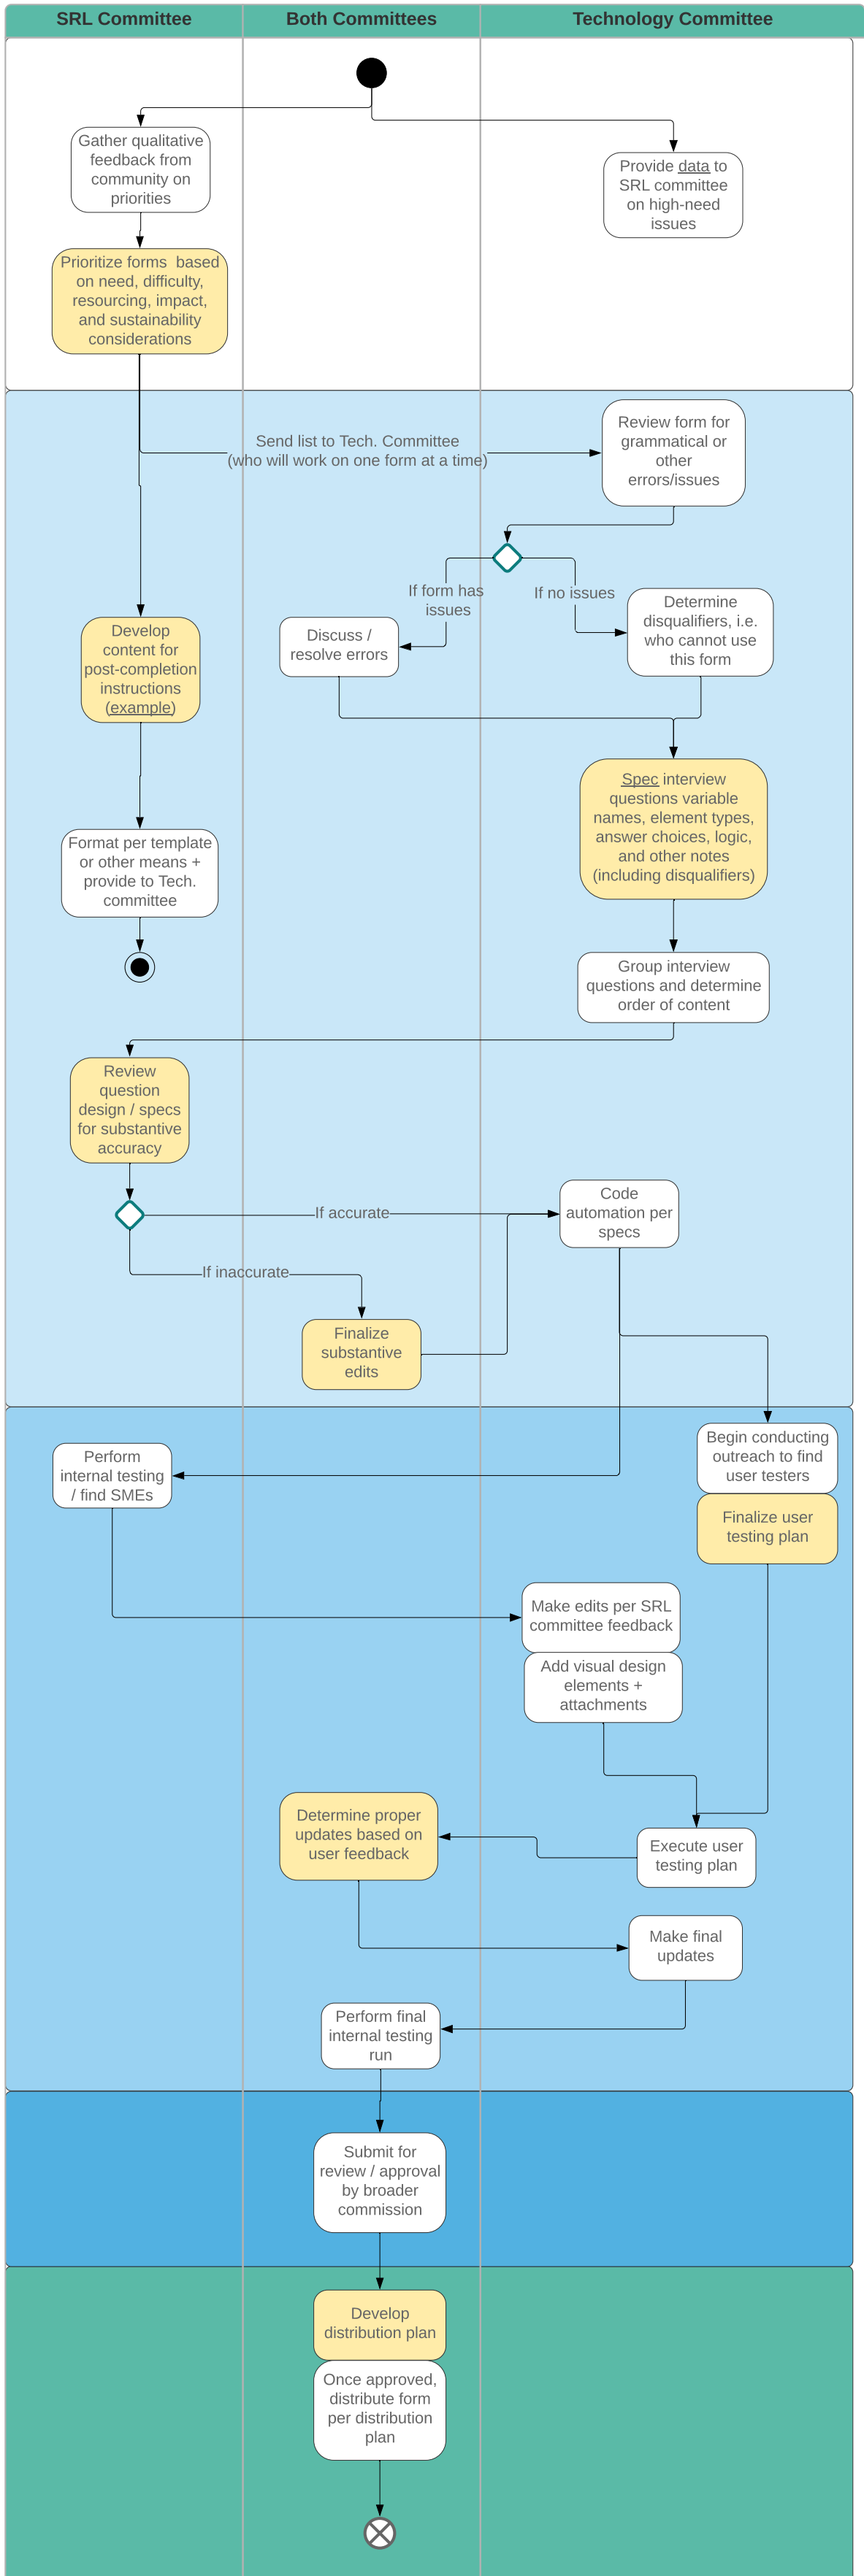 SRL Committee
Both Committees
Technology Committee
Gather qualitative
feedback from
community on
priorities
Provide data to
SRL committee
on high-need
issues
Prioritize forms  based
on need, difficulty,
resourcing, impact,
and sustainability
considerations
Send list to Tech. Committee
(who will work on one form at a time)
Review form for
grammatical or
other
errors/issues
If form has
issues
If no issues
Discuss /
resolve errors
Determine
disqualifiers, i.e.
who cannot use
this form
Develop
content for
post-completion
instructions
(example)
Spec interview
questions variable
names, element types,
answer choices, logic,
and other notes
(including disqualifiers)
Format per template
or other means +
provide to Tech.
committee
Group interview
questions and determine
order of content
Review
question
design / specs
for substantive
accuracy
If accurate
Code
automation per
specs
If inaccurate
Finalize
substantive
edits
Begin conducting
outreach to find
user testers
Perform
internal testing
/ find SMEs
Finalize user
testing plan
Make edits per SRL
committee feedback
Add visual design
elements +
attachments
Determine proper
updates based on
user feedback
Execute user
testing plan
Make final
updates
Perform final
internal testing
run
Submit for
review / approval
by broader
commission
Develop
distribution plan
Once approved,
distribute form
per distribution
plan